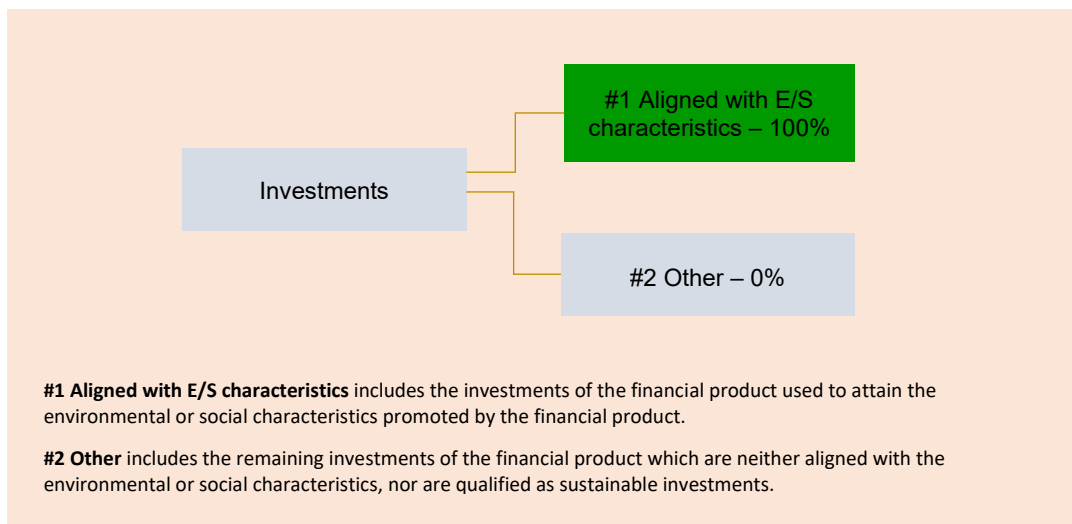 #1 Aligned with E/S
characteristics – 100%
Investments
#2 Other – 0%
#1 Aligned with E/S characteristics includes the investments of the financial product used to attain the
environmental or social characteristics promoted by the financial product.
#2 Other includes the remaining investments of the financial product which are neither aligned with the
environmental or social characteristics, nor are qualified as sustainable investments.